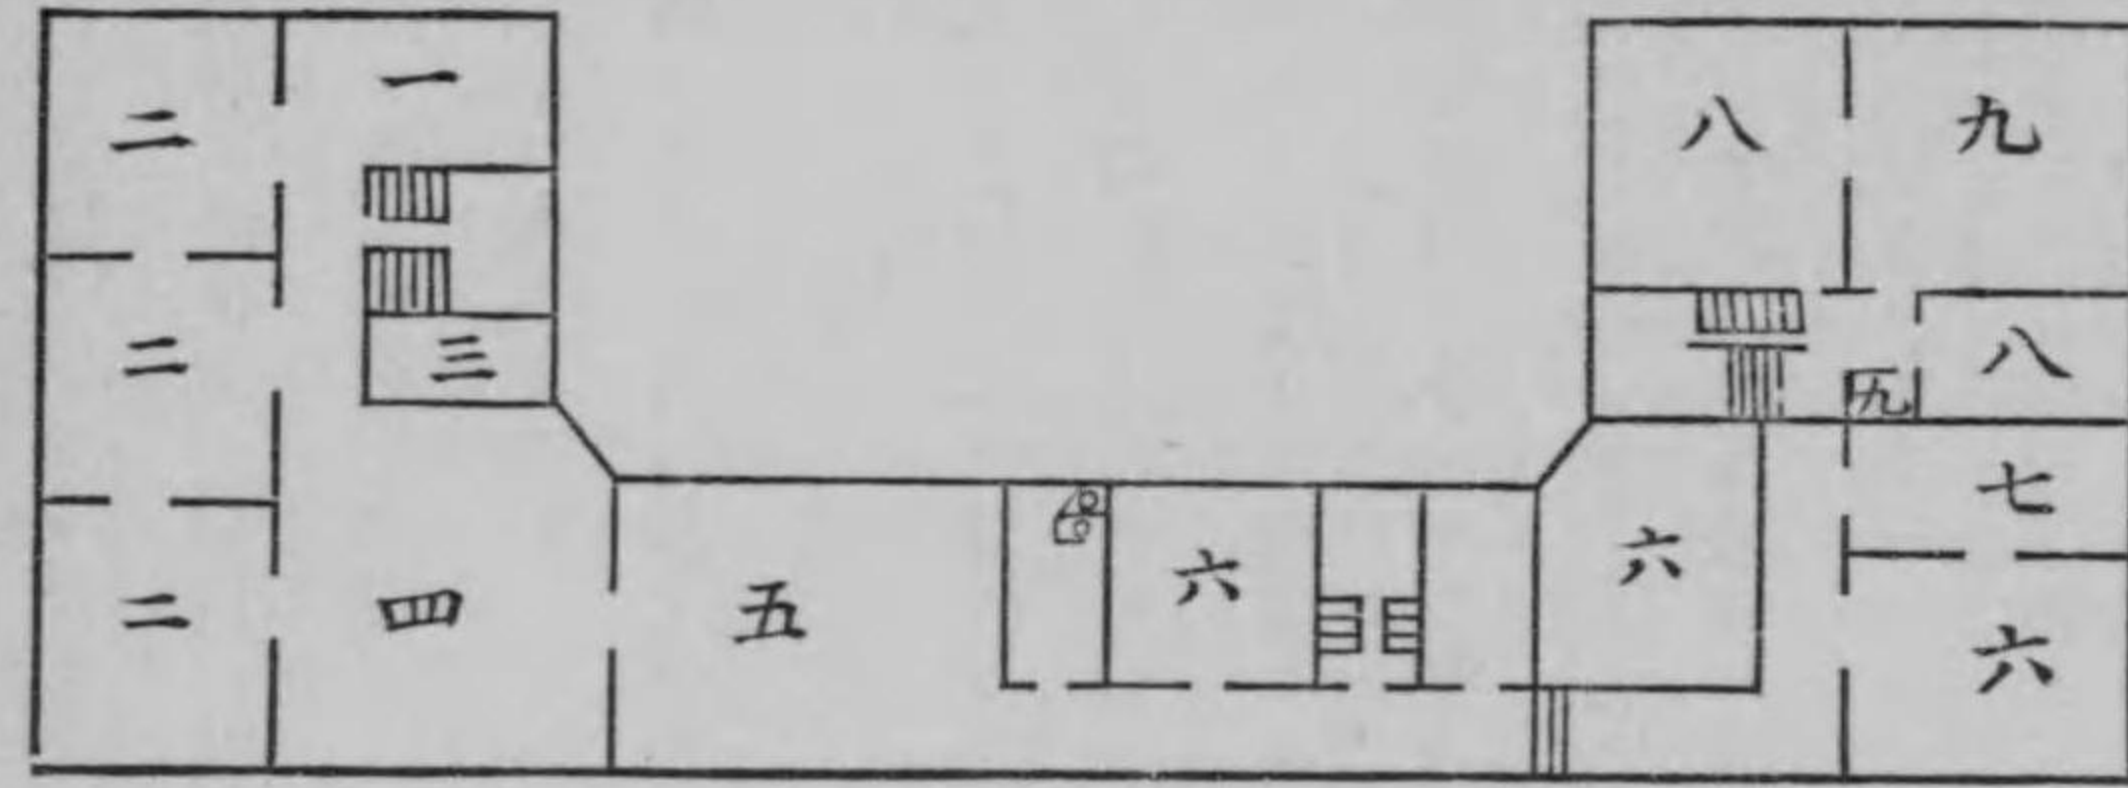 一
二
二
二
三
四
五
六
六
六
七
八
八
九
九